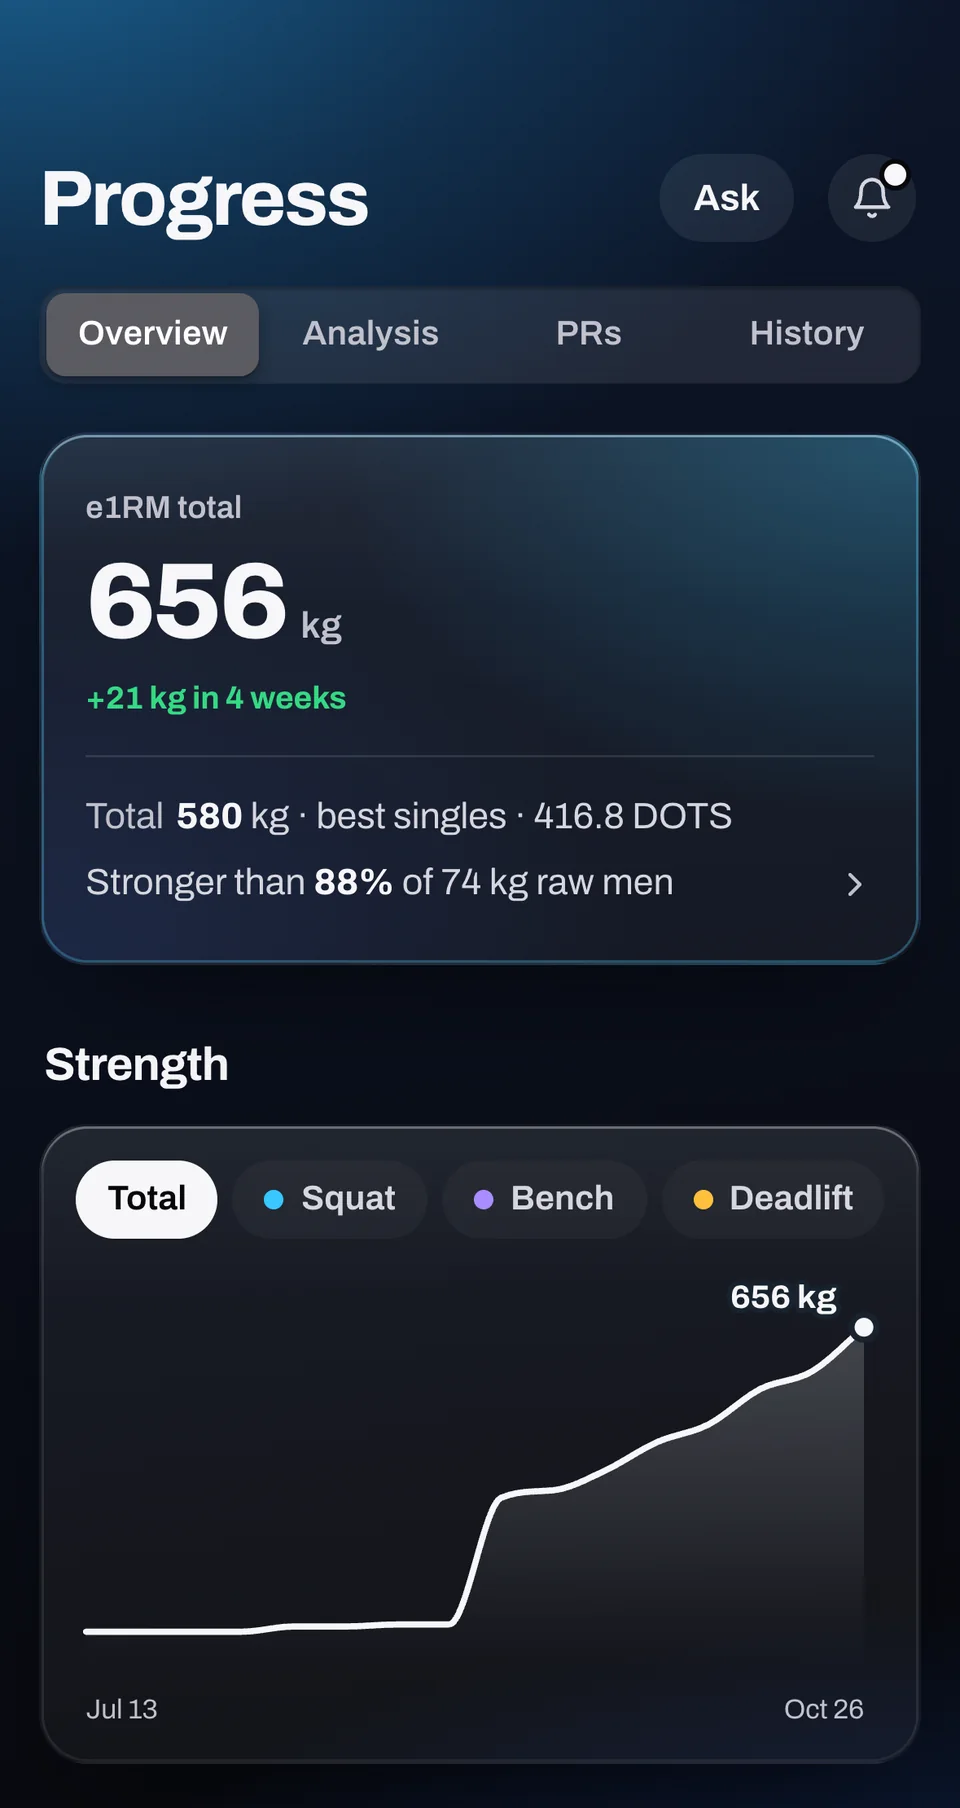 Progress
Ask
Overview
Analysis
PRs
History
e1RM total
656 kg
+21 kg in 4 weeks
Total 580 kg · best singles · 416.8 DOTS
Stronger than 88% of 74 kg raw men
Strength
Total
Squat
Bench
Deadlift
656 kg
Jul 13
Oct 26